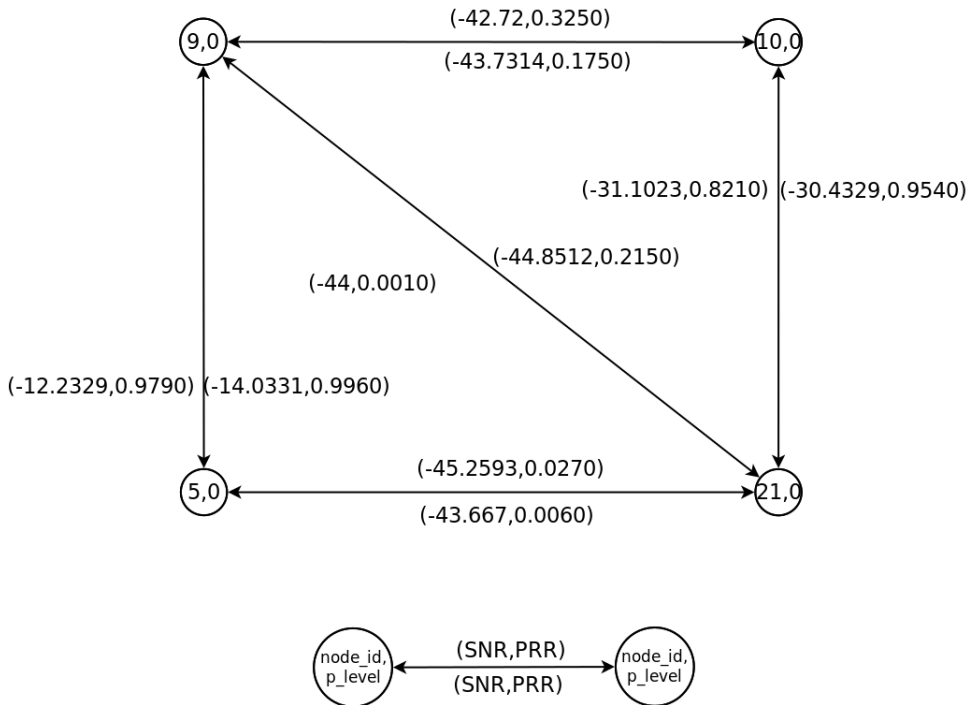 (-42.72,0.3250)
9,0
10,0
(-43.7314,0.1750)
(-31.1023,0.8210)
(-30.4329,0.9540)
(-44.8512,0.2150)
(-44,0.0010)
(-12.2329,0.9790)
(-14.0331,0.9960)
(-45.2593,0.0270)
5,0
21,0
(-43.667,0.0060)
node_id,
p_level
(SNR,PRR)
(SNR,PRR)
node_id,
p_level